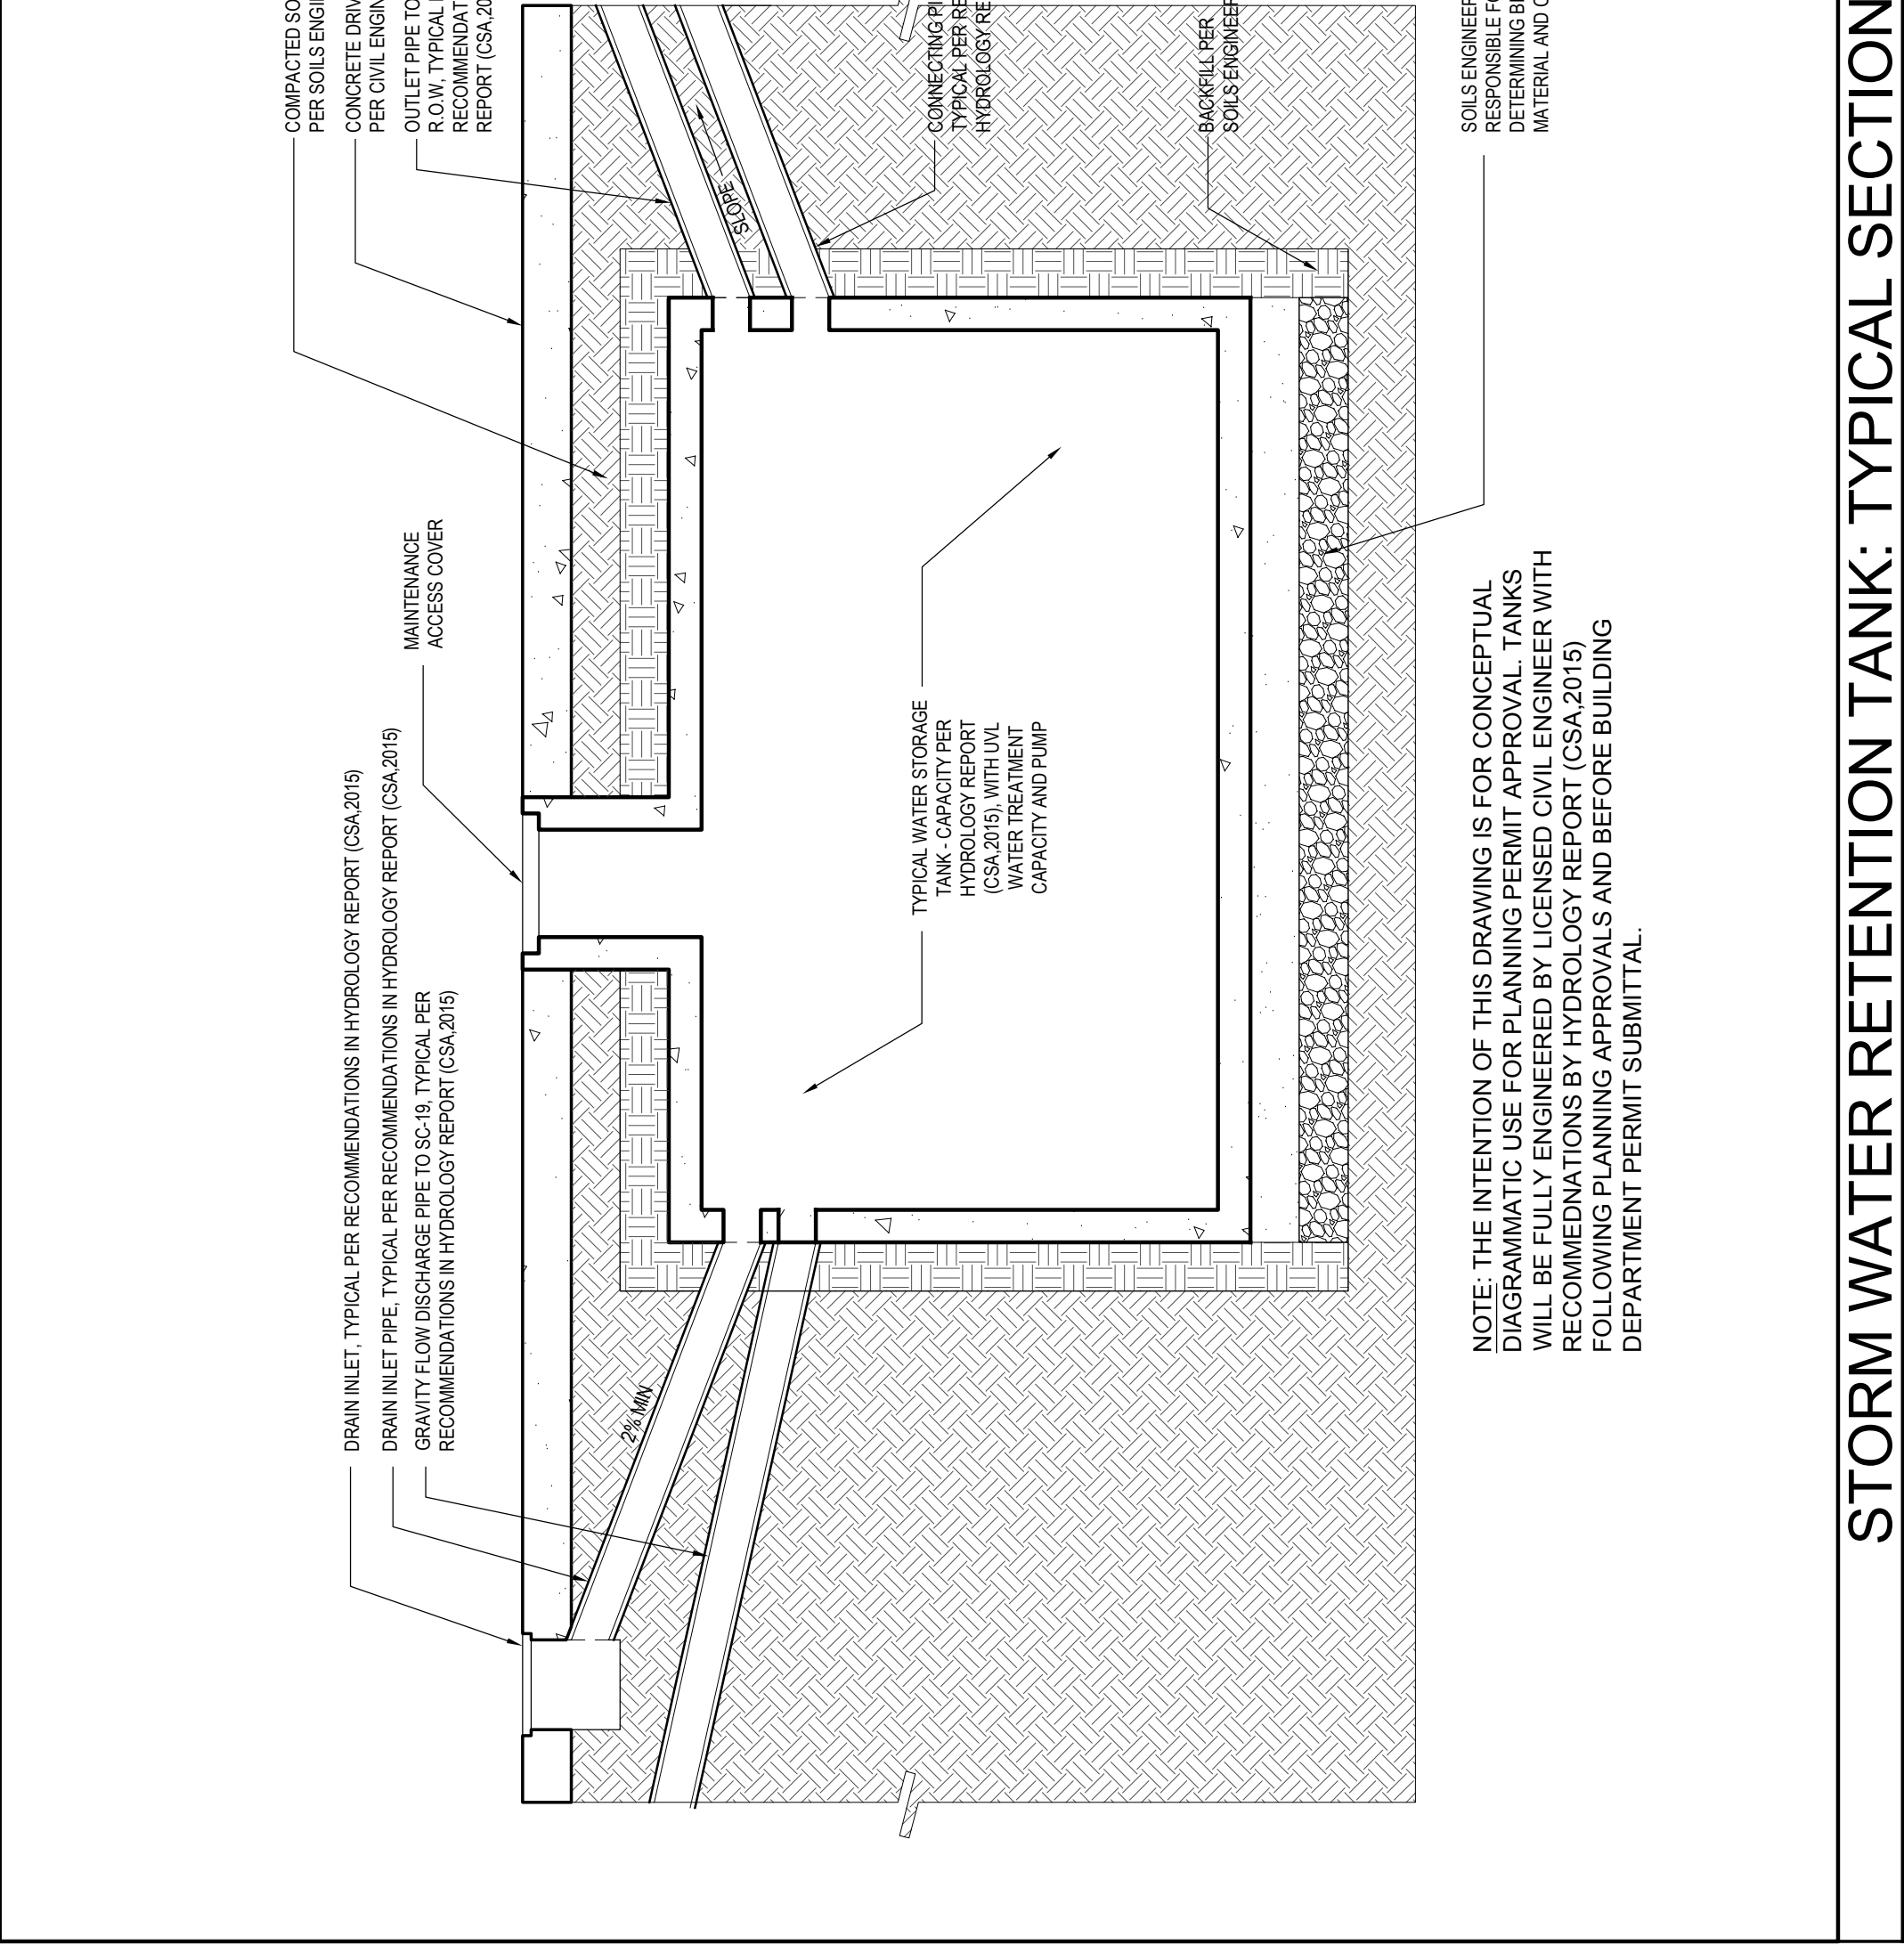 COMPACTED SO
PER SOILS ENGI
CONCRETE DRIV
PER CIVIL ENGIN
OUTLET PIPE TO
R.O.W, TYPICAL
RECOMMENDAT
REPORT (CSA,20
MAINTENANCE
ACCESS COVER
DRAIN INLET, TYPICAL PER RECOMMENDATIONS IN HYDROLOGY REPORT (CSA,2015)
DRAIN INLET PIPE, TYPICAL PER RECOMMENDATIONS IN HYDROLOGY REPORT (CSA,2015)
GRAVITY FLOW DISCHARGE PIPE TO SC-19, TYPICAL PER
RECOMMENDATIONS IN HYDROLOGY REPORT (CSA,2015)
2% MIN
SLOPE
CONNECTING PI
TYPICAL PER RE
HYDROLOGY RE
TYPICAL WATER STORAGE
TANK - CAPACITY PER
HYDROLOGY REPORT
(CSA,2015), WITH UVL
WATER TREATMENT
CAPACITY AND PUMP
BACKFILL PER
SOILS ENGINEER
SOILS ENGINEER
RESPONSIBLE FO
DETERMINING BE
MATERIAL AND
NOTE: THE INTENTION OF THIS DRAWING IS FOR CONCEPTUAL
DIAGRAMMATIC USE FOR PLANNING PERMIT APPROVAL. TANKS
WILL BE FULLY ENGINEERED BY LICENSED CIVIL ENGINEER WITH
RECOMMEDNATIONS BY HYDROLOGY REPORT (CSA,2015)
FOLLOWING PLANNING APPROVALS AND BEFORE BUILDING
DEPARTMENT PERMIT SUBMITTAL.
STORM WATER RETENTION TANK: TYPICAL SECTION